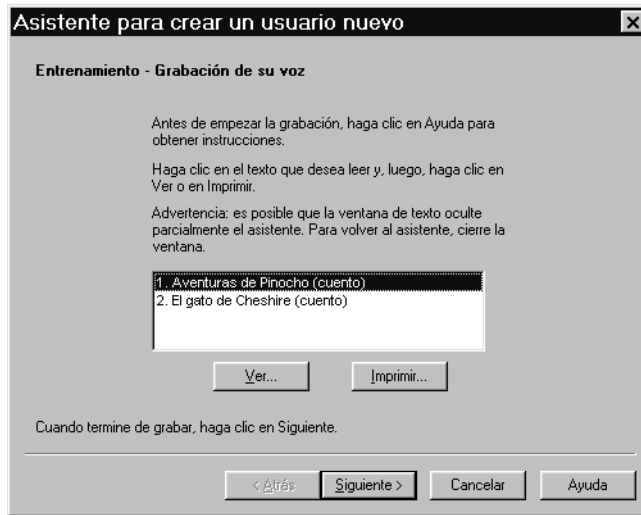 Asistente para crear un usuario nuevo
Entrenamiento - Grabación de su voz
Antes de empezar la grabación, haga clic en Ayuda para
obtener instrucciones.
Haga clic en el texto que desea leer y, luego, haga clic en
Ver o en Imprimir.
Advertencia: es posible que la ventana de texto oculte
parcialmente el asistente. Para volver al asistente, cierre la
ventana.
1. Aventuras de Pinocho (cuento)
2. El gato de Cheshire (cuento)
Ver...
Imprimir...
Cuando termine de grabar, haga clic en Siguiente.
< Atrás
Siguiente >
Cancelar
Ayuda